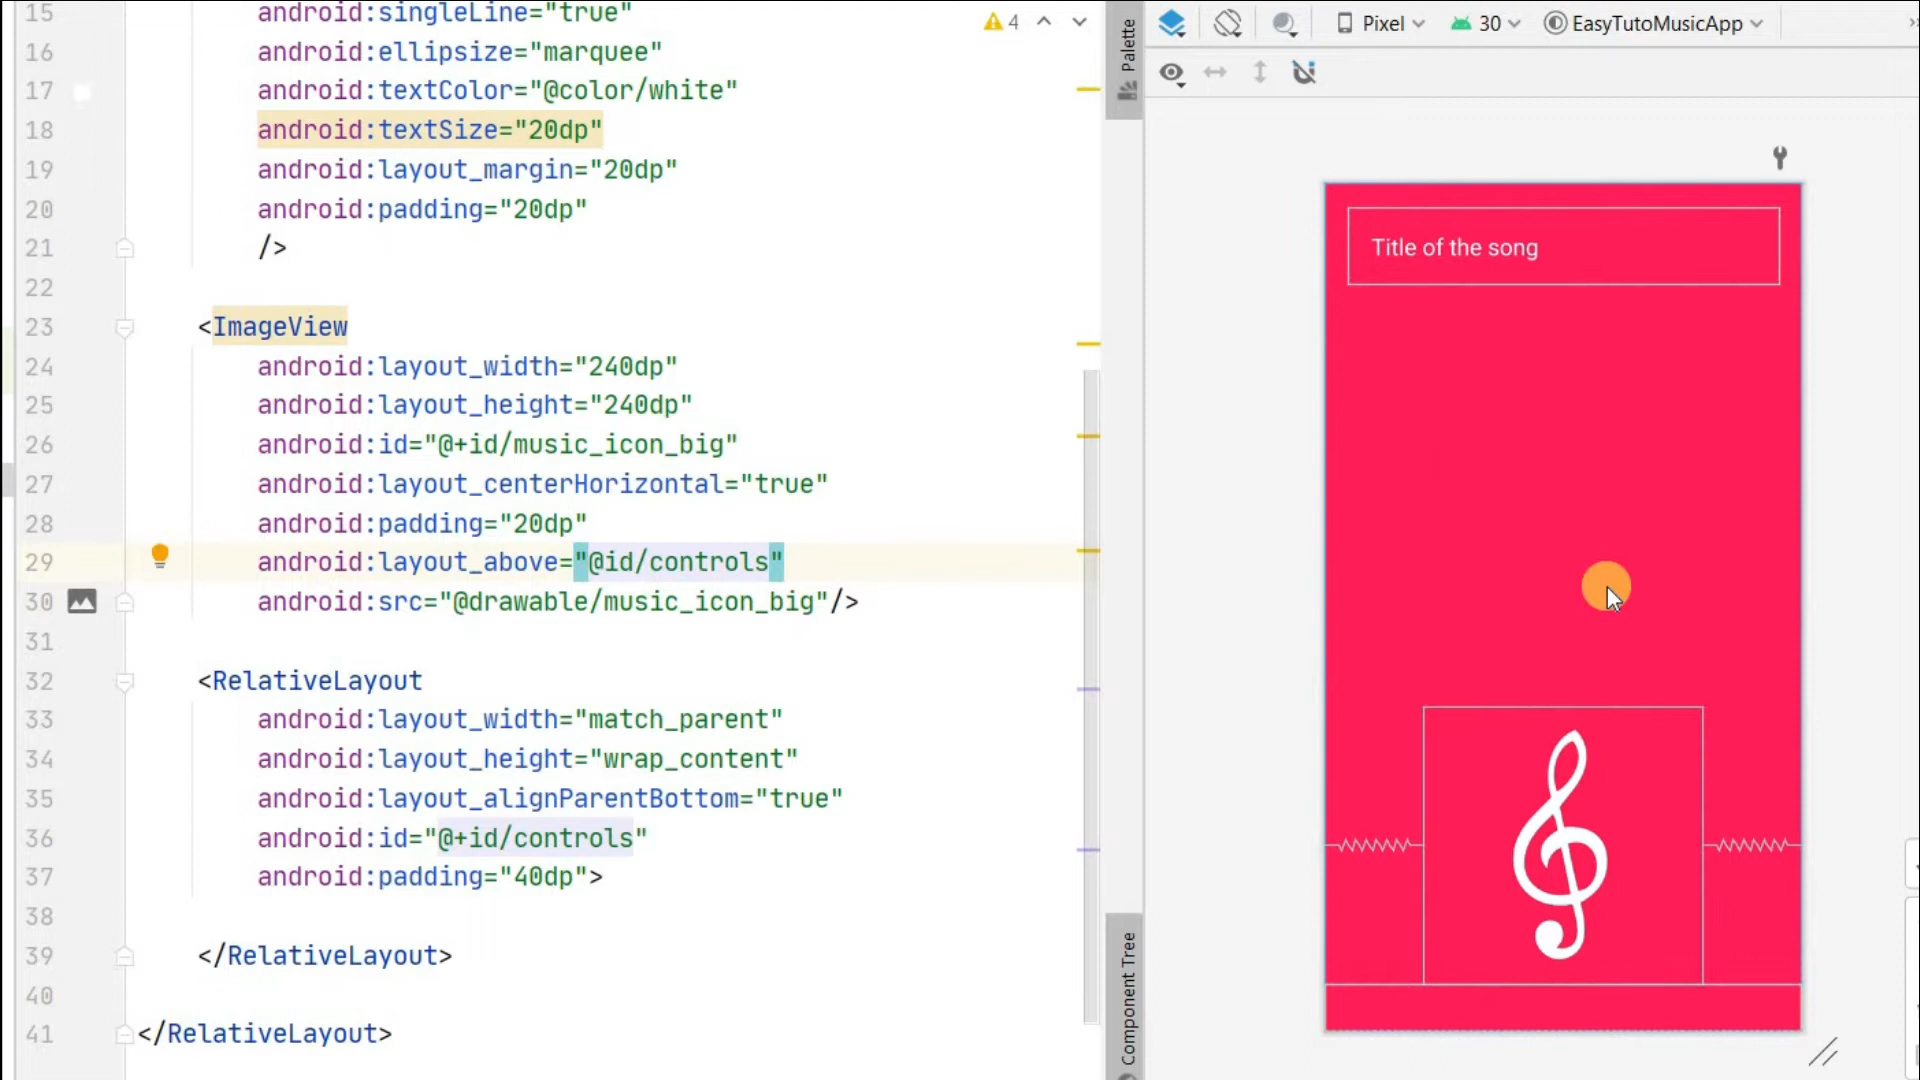 15 android:singleLine="true"
16 android:ellipsize="marquee"
17 android:textColor="@color/white"
18 android:textSize="20dp"
19 android:layout_margin="20dp"
20 android:padding="20dp"
21 />
22
23 <ImageView
24 android:layout_width="240dp"
25 android:layout_height="240dp"
26 android:id="@+id/music_icon_big"
27 android:layout_centerHorizontal="true"
28 android:padding="20dp"
29 android:layout_above="@id/controls"
30 android:src="@drawable/music_icon_big"/>
31
32 <RelativeLayout
33 android:layout_width="match_parent"
34 android:layout_height="wrap_content"
35 android:layout_alignParentBottom="true"
36 android:id="@+id/controls"
37 android:padding="40dp">
38
39 </RelativeLayout>
40
41 </RelativeLayout>
4
Palette
Component Tree
Pixel 30 EasyTutoMusicApp
Title of the song